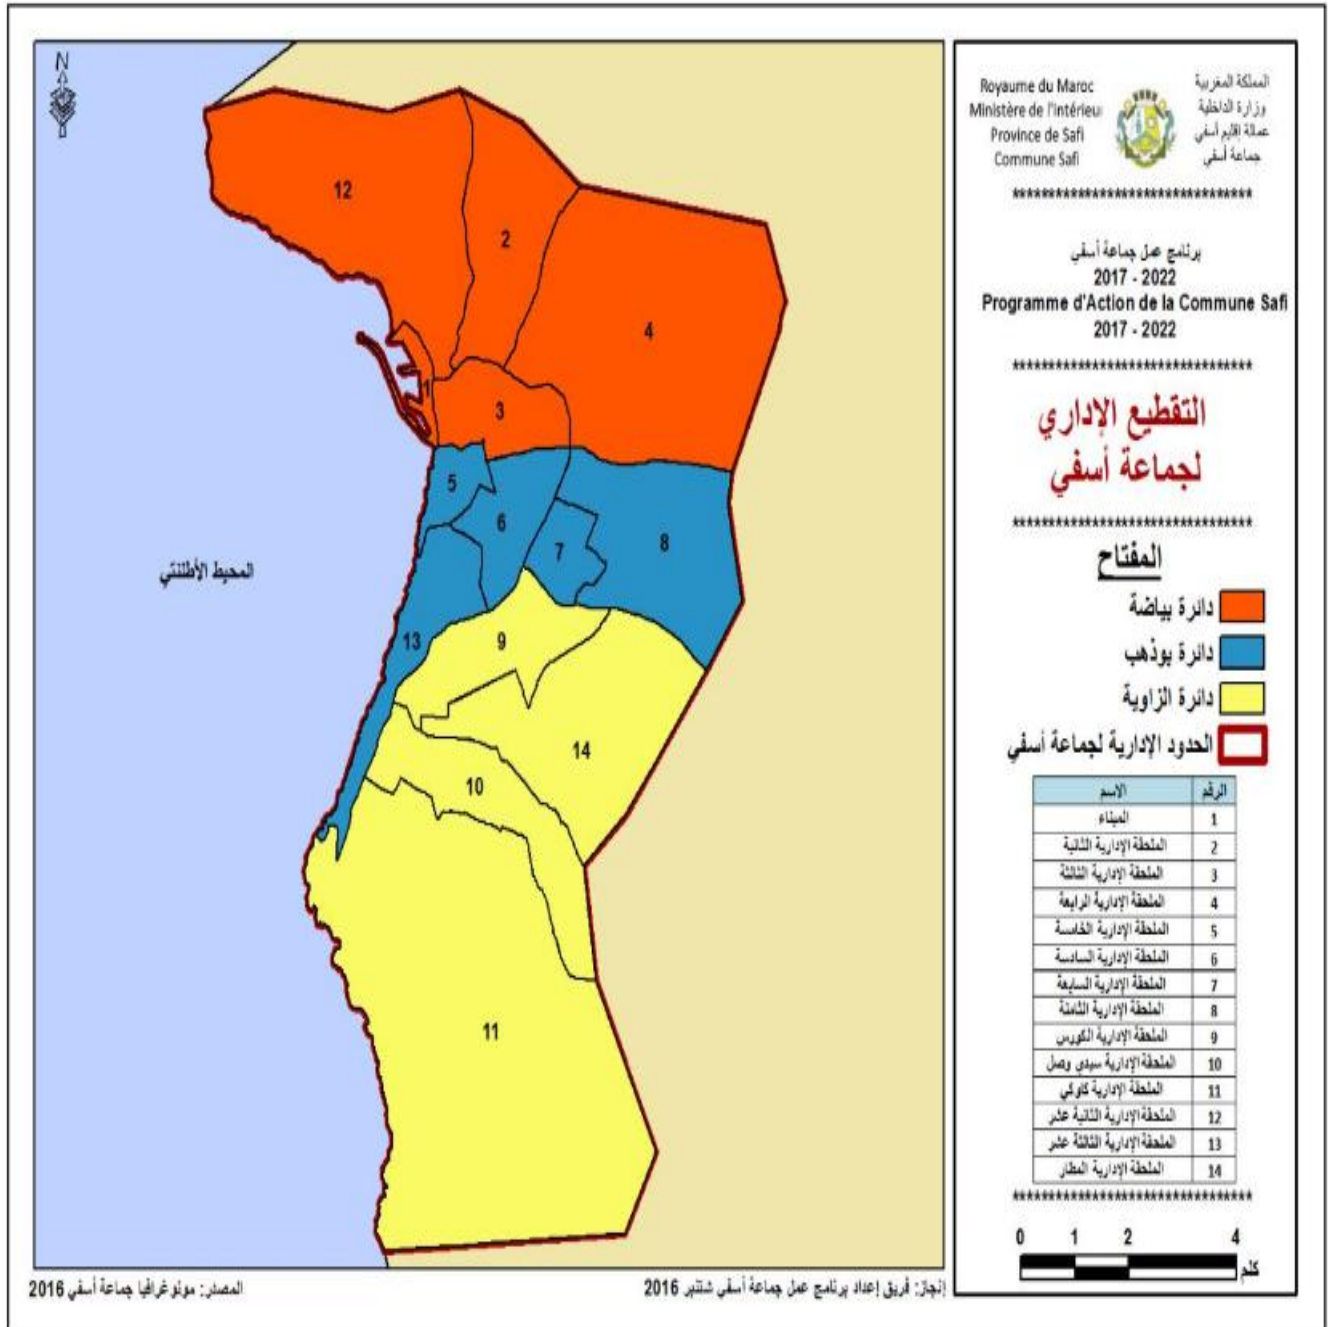 N
12
2
4
1
3
5
6
7
8
13
9
14
10
11
المحيط الأطلنتي
Royaume du Maroc
Ministère de l'Intérieu
Province de Safi
Commune Safi
المملكة المغربية
وزارة الداخلية
عمالة اقليم أسفي
جماعة أسفي
********************************
برنامج عمل جماعة أسفي
2017 - 2022
Programme d'Action de la Commune Safi
2017 - 2022
********************************
التقطيع الإداري
لجماعة أسفي
********************************
المفتاح
دائرة بياضة
دائرة بوذهب
دائرة الزاوية
الحدود الإدارية لجماعة أسفي
الرقم الاسم
1 الميناء
2 الملحقة الإدارية الثانية
3 الملحقة الإدارية الثالثة
4 الملحقة الإدارية الرابعة
5 الملحقة الإدارية الخامسة
6 الملحقة الإدارية السادسة
7 الملحقة الإدارية السابعة
8 الملحقة الإدارية الثامنة
9 الملحقة الإدارية الكورس
10 الملحقة الإدارية سيدي وصل
11 الملحقة الإدارية كاوكي
12 الملحقة الإدارية الثانية عشر
13 الملحقة الإدارية الثالثة عشر
14 الملحقة الإدارية المطار
********************************
0 1 2 4
كلم
إنجاز: فريق إعداد برنامج عمل جماعة أسفي شتنبر 2016
المصدر: مونوغرافيا جماعة أسفي 2016